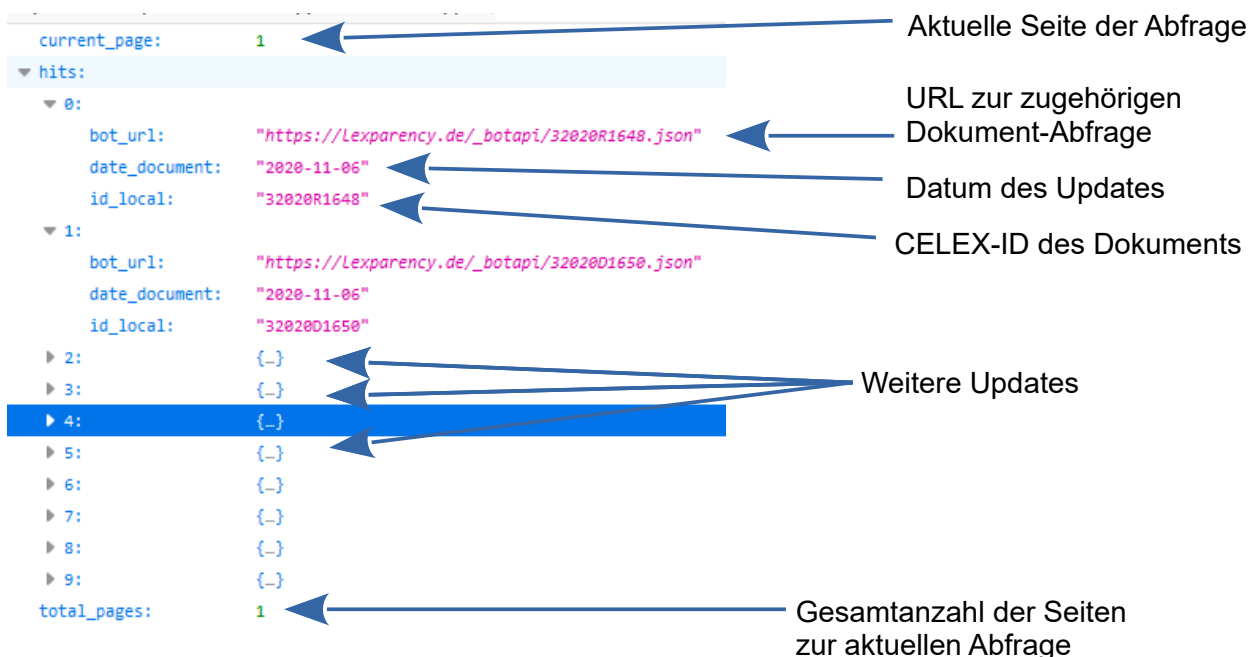 current_page: 1
Aktuelle Seite der Abfrage
hits:
0:
URL zur zugehörigen
Dokument-Abfrage
bot_url: "https://Lexparency.de/_botapi/32020R1648.json"
date_document: "2020-11-06"
Datum des Updates
id_local: "32020R1648"
CELEX-ID des Dokuments
1:
bot_url: "https://Lexparency.de/_botapi/32020D1650.json"
date_document: "2020-11-06"
id_local: "32020D1650"
2: {…}
3: {…}
Weitere Updates
4: {…}
5: {…}
6: {…}
7: {…}
8: {…}
9: {…}
total_pages: 1
Gesamtanzahl der Seiten
zur aktuellen Abfrage